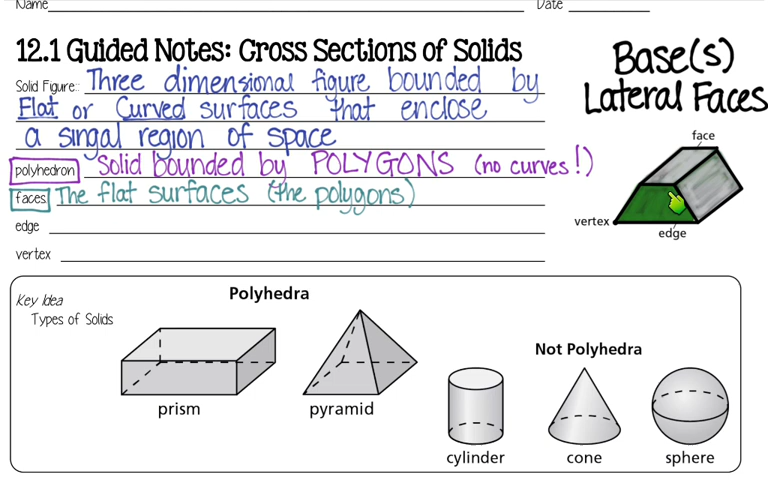 Name
Date
12.1 Guided Notes: Cross Sections of Solids
Base(s)
Lateral Faces
Solid Figure: Three dimensional figure bounded by
Flat or Curved surfaces that enclose
a singal region of space
polyhedron Solid bounded by POLYGONS (no curves!)
faces The flat surfaces (the polygons)
edge
vertex
face
vertex
edge
Key Idea
Types of Solids
Polyhedra
prism
pyramid
Not Polyhedra
cylinder
cone
sphere